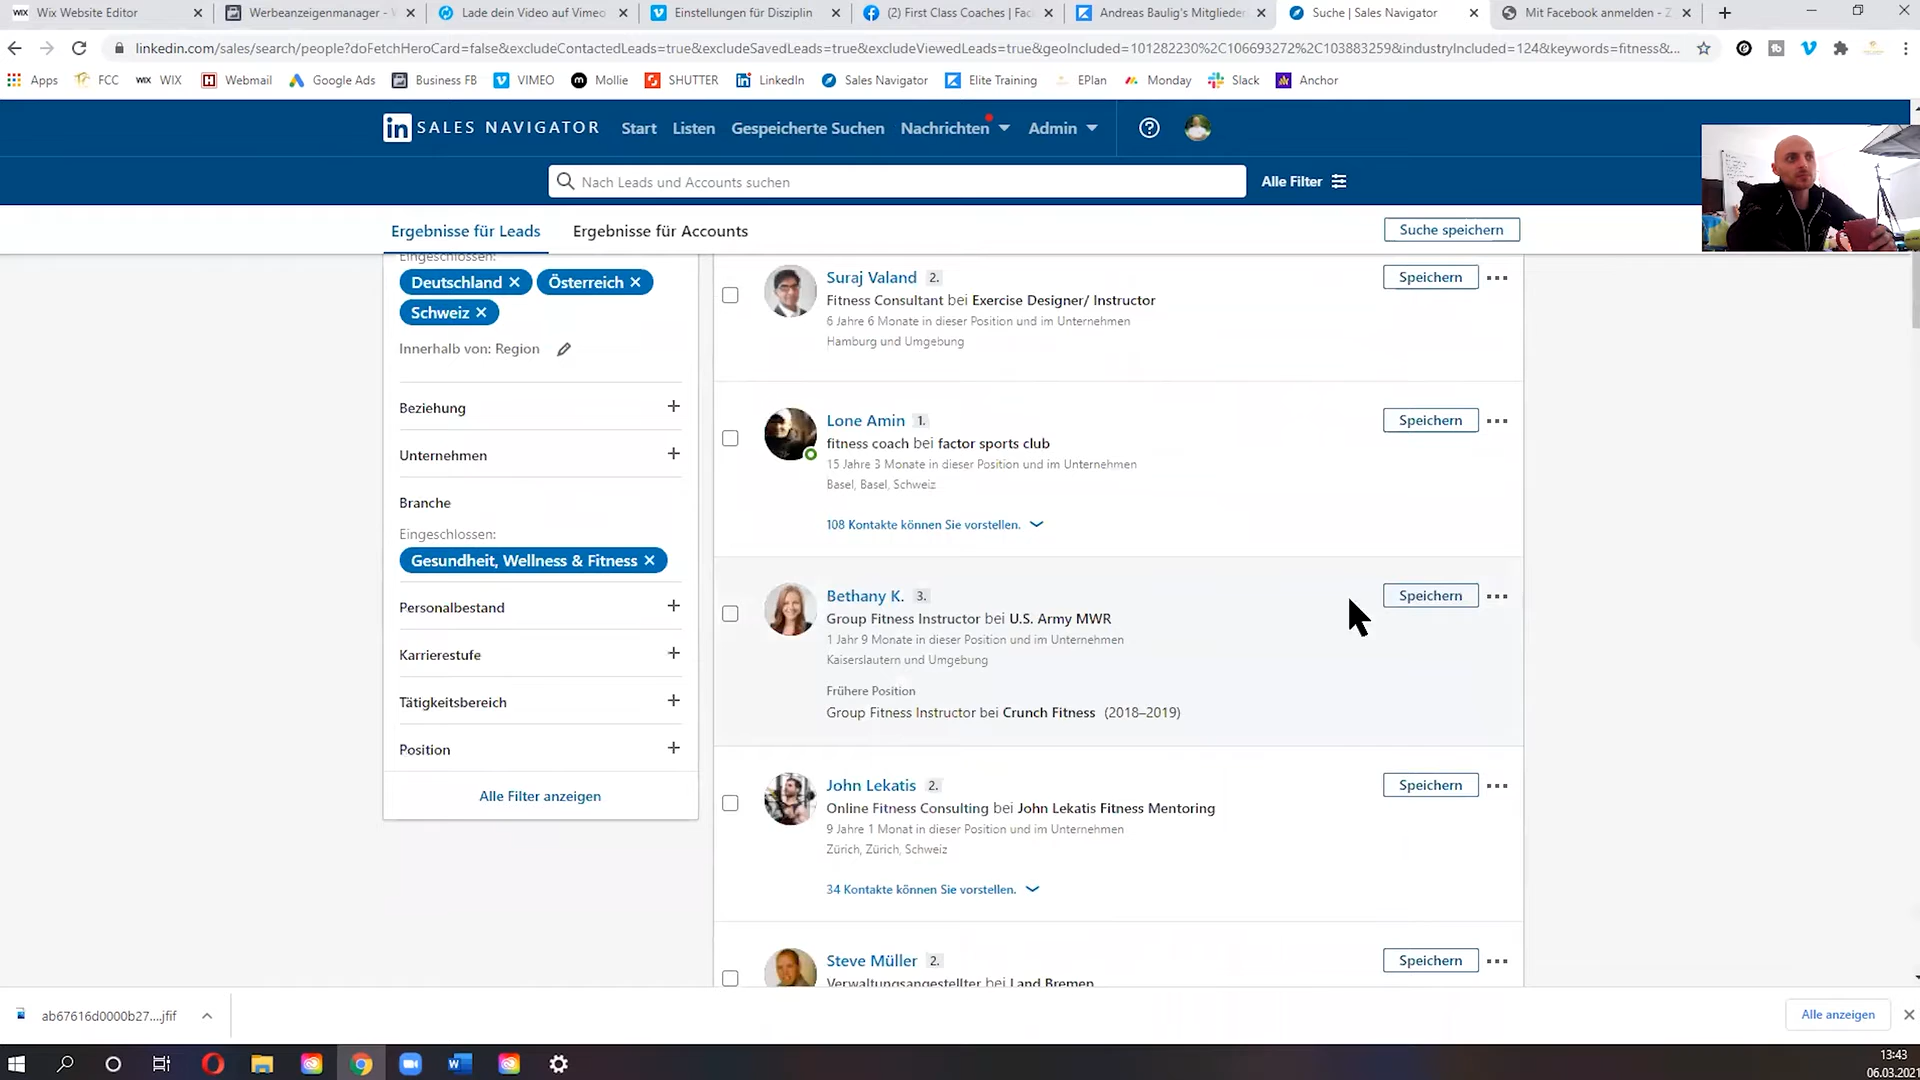 WIX Wix Website Editor
Werbeanzeigenmanager - W
Lade dein Video auf Vimeo
Einstellungen für Disziplin
(2) First Class Coaches | Fac
Andreas Baulig's Mitglieder
Suche | Sales Navigator
Mit Facebook anmelden - Z
linkedin.com/sales/search/people?doFetchHeroCard=false&excludeContactedLeads=true&excludeSavedLeads=true&excludeViewedLeads=true&geoIncluded=101282230%2C106693272%2C103883259&industryIncluded=124&keywords=fitness&...
Apps FCC WIX WIX Webmail Google Ads Business FB VIMEO Mollie SHUTTER LinkedIn Sales Navigator Elite Training EPlan Monday Slack Anchor
in SALES NAVIGATOR Start Listen Gespeicherte Suchen Nachrichten Admin
Nach Leads und Accounts suchen
Alle Filter
Ergebnisse für Leads
Ergebnisse für Accounts
Suche speichern
Eingeschlossen:
Deutschland
Österreich
Schweiz
Innerhalb von: Region
Beziehung
Unternehmen
Branche
Eingeschlossen:
Gesundheit, Wellness & Fitness
Personalbestand
Karrierestufe
Tätigkeitsbereich
Position
Alle Filter anzeigen
Suraj Valand 2.
Fitness Consultant bei Exercise Designer/ Instructor
6 Jahre 6 Monate in dieser Position und im Unternehmen
Hamburg und Umgebung
Speichern
Lone Amin 1.
fitness coach bei factor sports club
15 Jahre 3 Monate in dieser Position und im Unternehmen
Basel, Basel, Schweiz
108 Kontakte können Sie vorstellen.
Speichern
Bethany K. 3.
Group Fitness Instructor bei U.S. Army MWR
1 Jahr 9 Monate in dieser Position und im Unternehmen
Kaiserslautern und Umgebung
Frühere Position
Group Fitness Instructor bei Crunch Fitness (2018–2019)
Speichern
John Lekatis 2.
Online Fitness Consulting bei John Lekatis Fitness Mentoring
9 Jahre 1 Monat in dieser Position und im Unternehmen
Zürich, Zürich, Schweiz
34 Kontakte können Sie vorstellen.
Speichern
Steve Müller 2.
Verwaltungsangestellter bei Land Bremen
Speichern
ab67616d0000b27....jfif
Alle anzeigen
13:43
06.03.2021